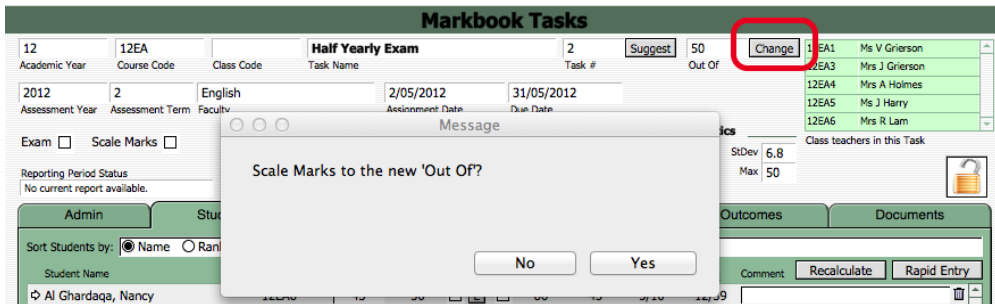 Markbook Tasks
12 12EA Half Yearly Exam 2 Suggest 50 Change
Academic Year Course Code Class Code Task Name Task # Out Of
2012 2 English 2/05/2012 31/05/2012
Assessment Year Assessment Term Faculty Assignment Date Due Date
12EA1 Ms V Grierson
12EA3 Mrs J Grierson
12EA4 Mrs A Holmes
12EA5 Ms J Harry
12EA6 Mrs R Lam
Class teachers in this Task
Exam Scale Marks
StDev 6.8
Max 50
Reporting Period Status
No current report available.
Message
Scale Marks to the new 'Out Of'?
No Yes
Admin Outcomes Documents
Sort Students by: Name
Student Name Comment Recalculate Rapid Entry
Al Ghardaqa, Nancy